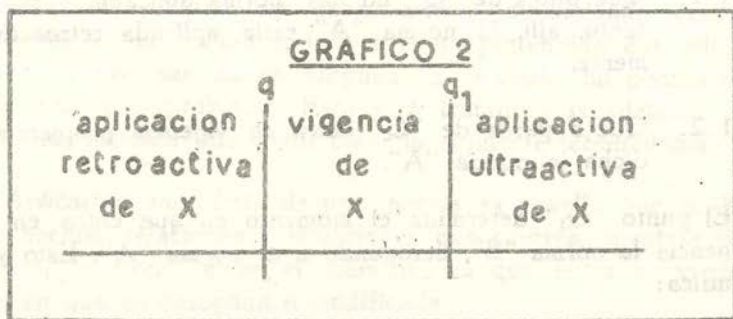 GRAFICO 2
q q1
aplicacion vigencia aplicacion
retroactiva de ultraactiva
de X X de X